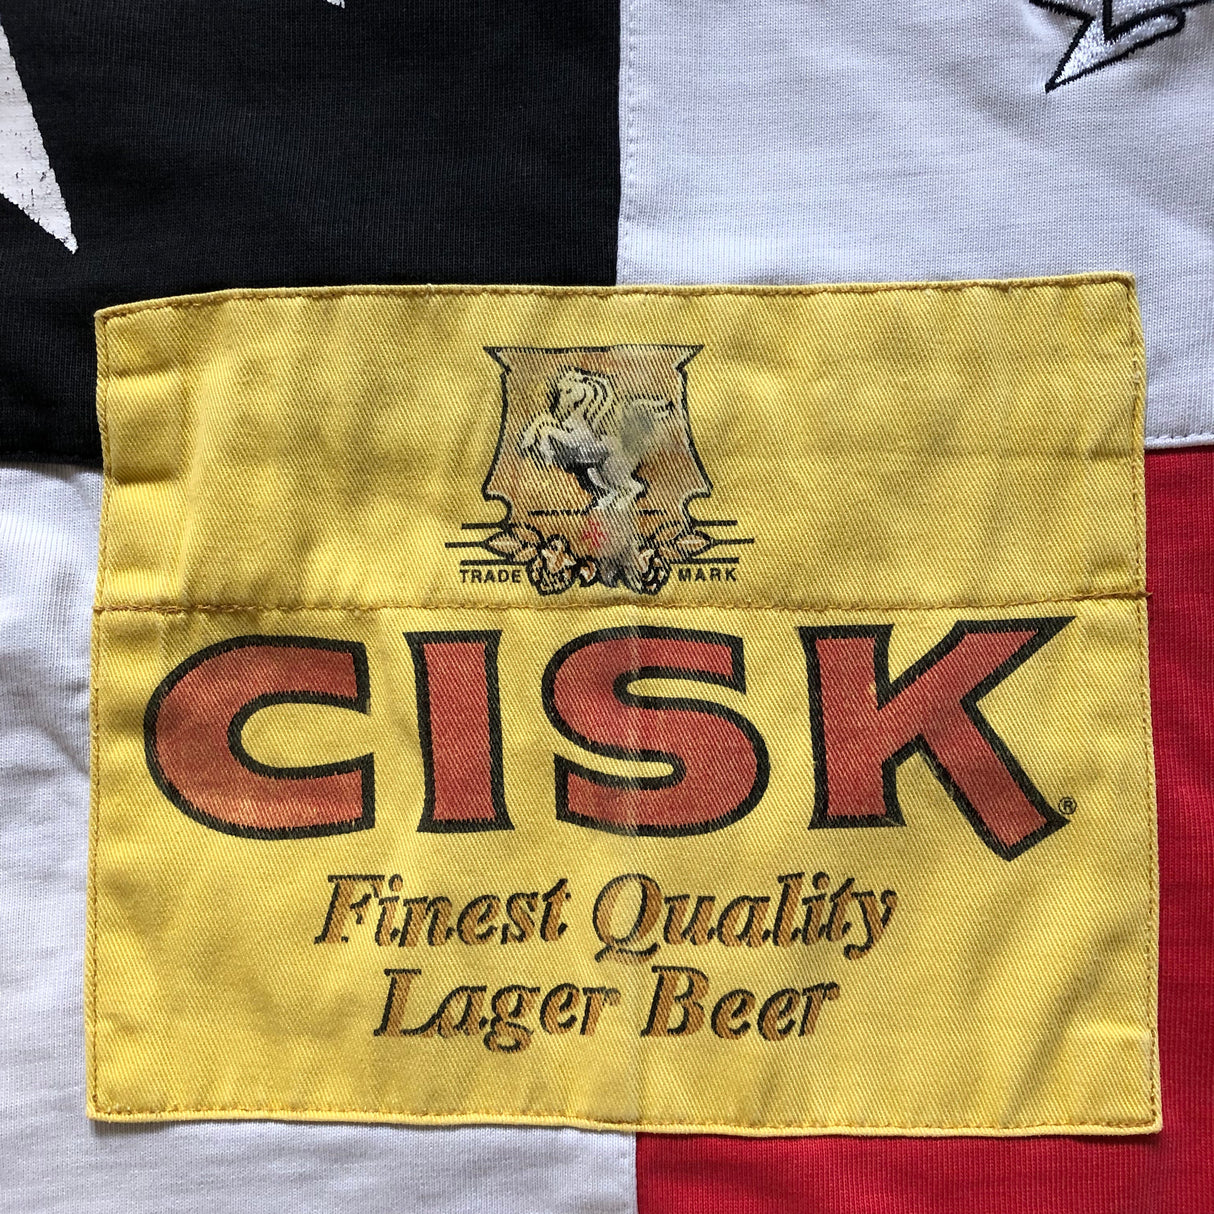 TRADE MARK
CISK®
Finest Quality
Lager Beer